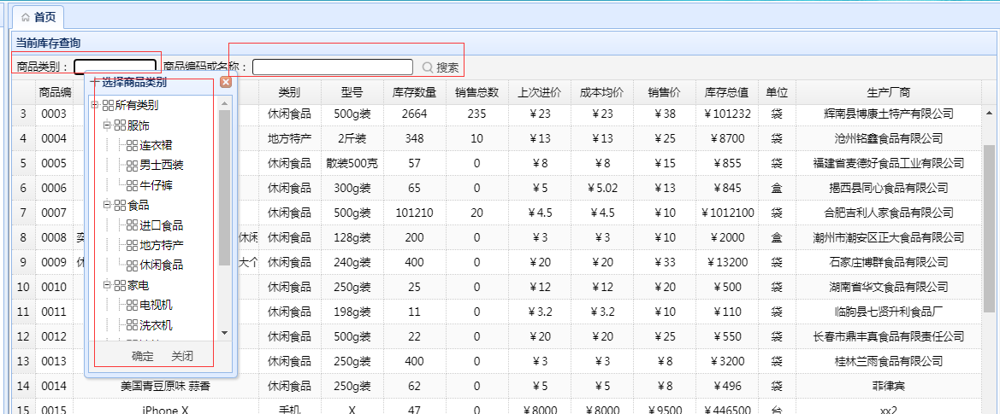 首页
当前库存查询
商品类别： 商品编码或名称： 搜索
选择商品类别
所有类别
服饰
连衣裙
男士西装
牛仔裤
食品
进口食品
地方特产
休闲食品
家电
电视机
洗衣机
确定 关闭
商品编 类别 型号 库存数量 销售总数 上次进价 成本均价 销售价 库存总值 单位 生产厂商
3 0003 休闲食品 500g装 2664 235 ￥23 ￥23 ￥38 ￥101232 袋 辉南县博康土特产有限公司
4 0004 地方特产 2斤装 348 10 ￥13 ￥13 ￥25 ￥8700 袋 沧州铭鑫食品有限公司
5 0005 休闲食品 散装500克 57 0 ￥8 ￥8 ￥15 ￥855 袋 福建省麦德好食品工业有限公司
6 0006 休闲食品 300g装 65 0 ￥5 ￥5.02 ￥13 ￥845 盒 揭西县同心食品有限公司
7 0007 休闲食品 500g装 101210 20 ￥4.5 ￥4.5 ￥10 ￥1012100 袋 合肥吉利人家食品有限公司
8 0008 休闲 休闲食品 128g装 200 0 ￥3 ￥3 ￥10 ￥2000 盒 潮州市潮安区正大食品有限公司
9 0009 休 大个 休闲食品 240g装 400 0 ￥20 ￥20 ￥33 ￥13200 袋 石家庄博群食品有限公司
10 0010 休闲食品 250g装 25 0 ￥12 ￥12 ￥20 ￥500 袋 湖南省华文食品有限公司
11 0011 休闲食品 198g装 11 0 ￥3.2 ￥3.2 ￥10 ￥110 袋 临朐县七贤升利食品厂
12 0012 休闲食品 500g装 22 0 ￥20 ￥20 ￥25 ￥550 袋 长春市鼎丰真食品有限责任公司
13 0013 休闲食品 250g装 400 0 ￥3 ￥3 ￥8 ￥3200 袋 桂林兰雨食品有限公司
14 0014 美国青豆原味 蒜香 休闲食品 250g装 62 0 ￥5 ￥5 ￥8 ￥496 袋 菲律宾
15 0015 iPhone X 手机 X 47 0 ￥8000 ￥8000 ￥9500 ￥446500 台 xx2